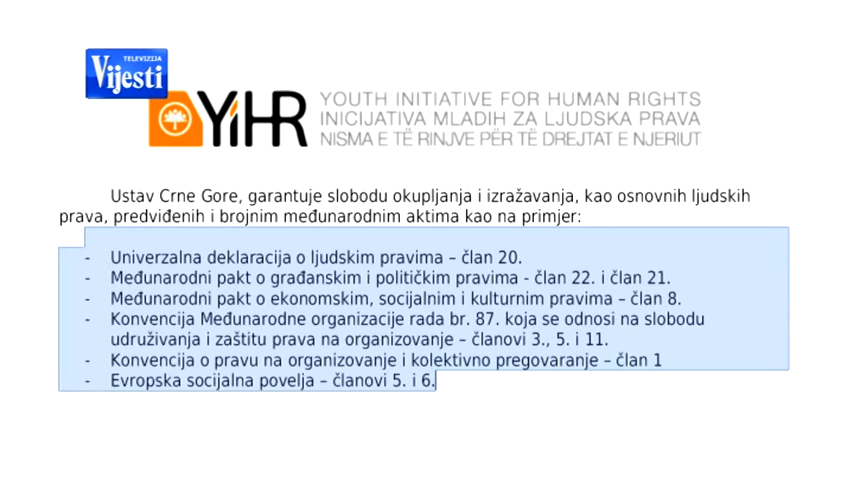 TELEVIZIJA
Vijesti
YIHR
YOUTH INITIATIVE FOR HUMAN RIGHTS
INICIJATIVA MLADIH ZA LJUDSKA PRAVA
NISMA E TË RINJVE PËR TË DREJTAT E NJERIUT
Ustav Crne Gore, garantuje slobodu okupljanja i izražavanja, kao osnovnih ljudskih
prava, predviđenih i brojnim međunarodnim aktima kao na primjer:
- Univerzalna deklaracija o ljudskim pravima – član 20.
- Međunarodni pakt o građanskim i političkim pravima - član 22. i član 21.
- Međunarodni pakt o ekonomskim, socijalnim i kulturnim pravima – član 8.
- Konvencija Međunarodne organizacije rada br. 87. koja se odnosi na slobodu
udruživanja i zaštitu prava na organizovanje – članovi 3., 5. i 11.
- Konvencija o pravu na organizovanje i kolektivno pregovaranje – član 1
- Evropska socijalna povelja – članovi 5. i 6.